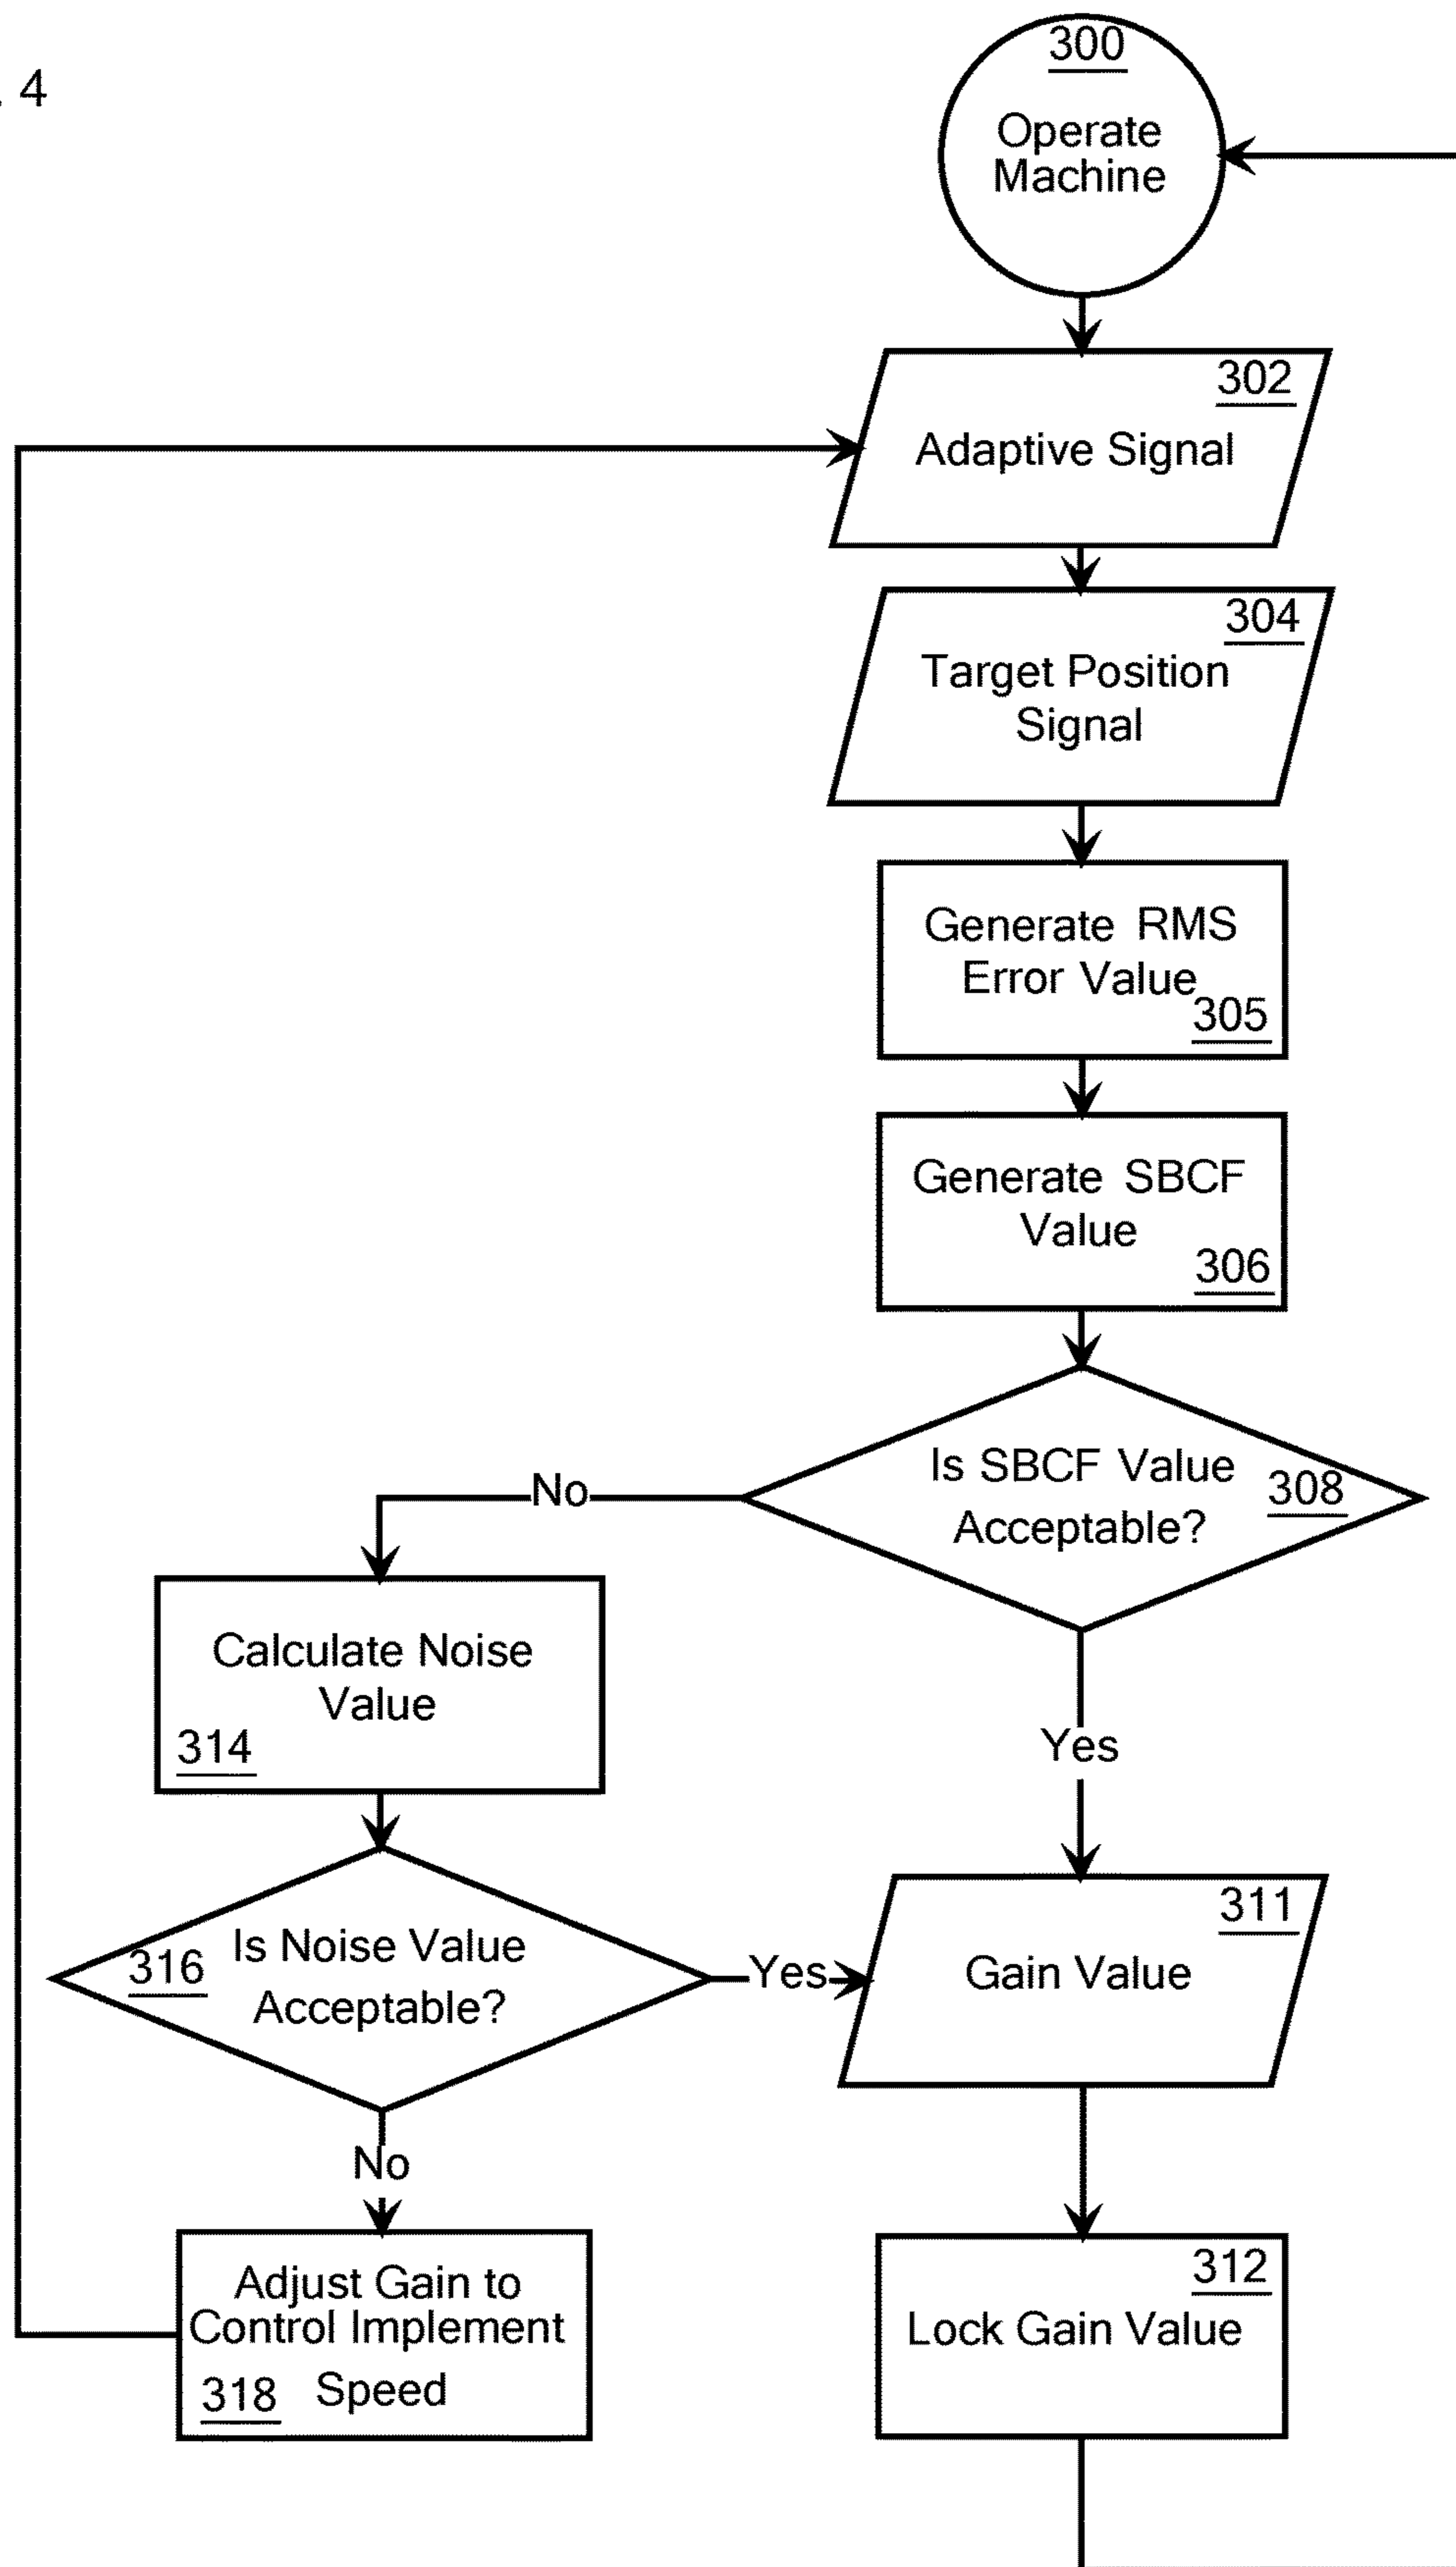 . 4
300
Operate
Machine
302
Adaptive Signal
304
Target Position
Signal
Generate RMS
Error Value
305
Generate SBCF
Value
306
Is SBCF Value
Acceptable?
308
No
Yes
Calculate Noise
Value
314
316
Is Noise Value
Acceptable?
Yes
311
Gain Value
No
Adjust Gain to
Control Implement
Speed
318
312
Lock Gain Value